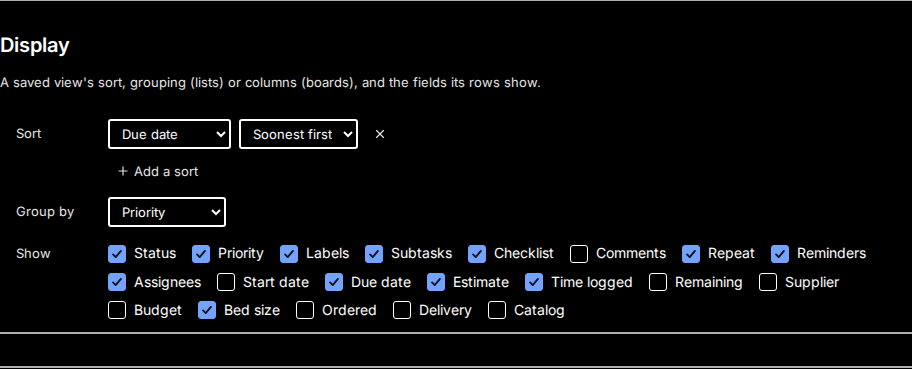 Display
A saved view's sort, grouping (lists) or columns (boards), and the fields its rows show.
Sort Due date Soonest first
+ Add a sort
Group by Priority
Show Status Priority Labels Subtasks Checklist Comments Repeat Reminders
Assignees Start date Due date Estimate Time logged Remaining Supplier
Budget Bed size Ordered Delivery Catalog